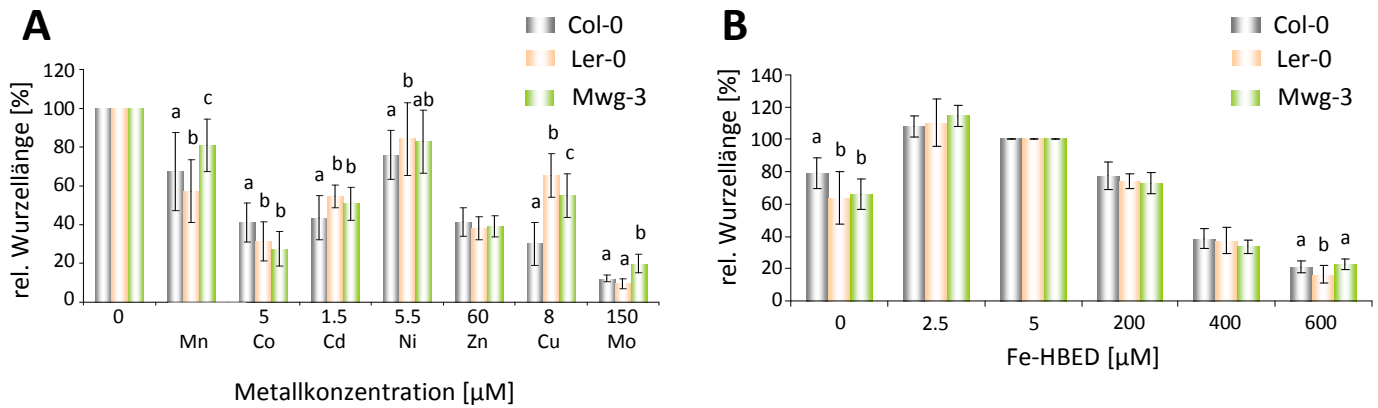 A
Col-0
Ler-0
Mwg-3
rel. Wurzellänge [%]
120
100
80
60
40
20
0
a b c
a b b
a b b
a b ab
a b c
a a b
0 5 1.5 5.5 60 8 150
Mn Co Cd Ni Zn Cu Mo
Metallkonzentration [µM]
B
Col-0
Ler-0
Mwg-3
rel. Wurzellänge [%]
140
120
100
80
60
40
20
0
a b b
a b a
0 2.5 5 200 400 600
Fe-HBED [µM]